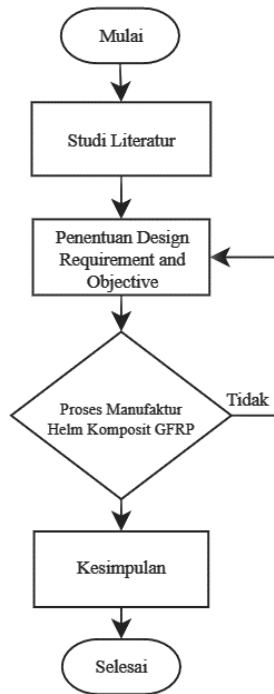 Mulai
Studi Literatur
Penentuan Design
Requirement and
Objective
Proses Manufaktur
Helm Komposit GFRP
Tidak
Kesimpulan
Selesai